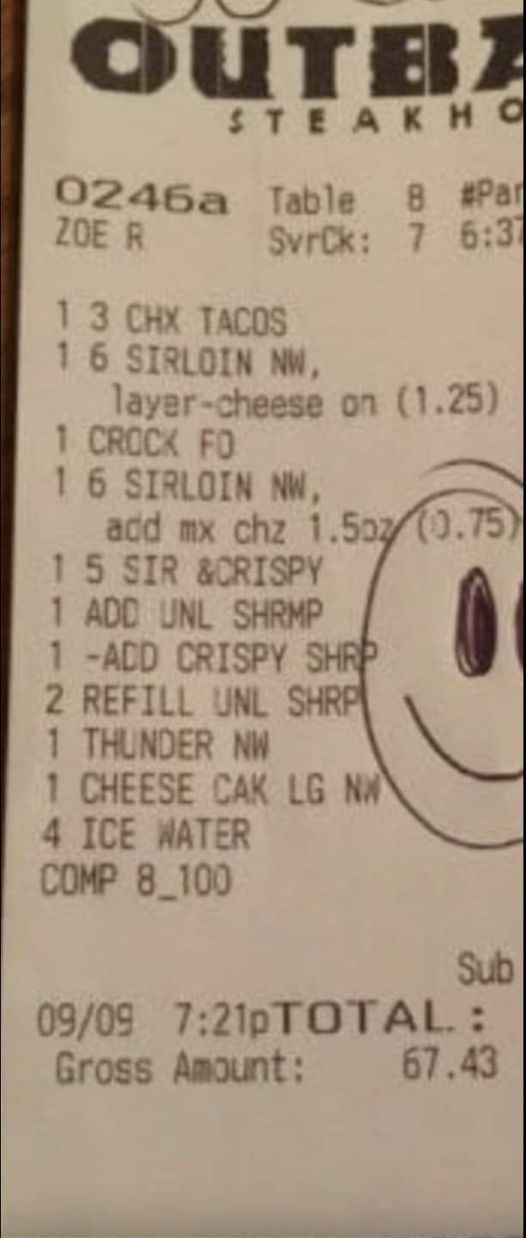 OUTBA
STEAKHO
0246a Table 8 #Par
ZOE R SvrCk: 7 6:37
1 3 CHX TACOS
1 6 SIRLOIN NW,
layer-cheese on (1.25)
1 CROCK FO
1 6 SIRLOIN NW,
add mx chz 1.5oz (0.75)
1 5 SIR &CRISPY
1 ADD UNL SHRMP
1 -ADD CRISPY SHRP
2 REFILL UNL SHRP
1 THUNDER NW
1 CHEESE CAK LG NW
4 ICE WATER
COMP 8_100
Sub
09/09 7:21pTOTAL:
Gross Amount: 67.43